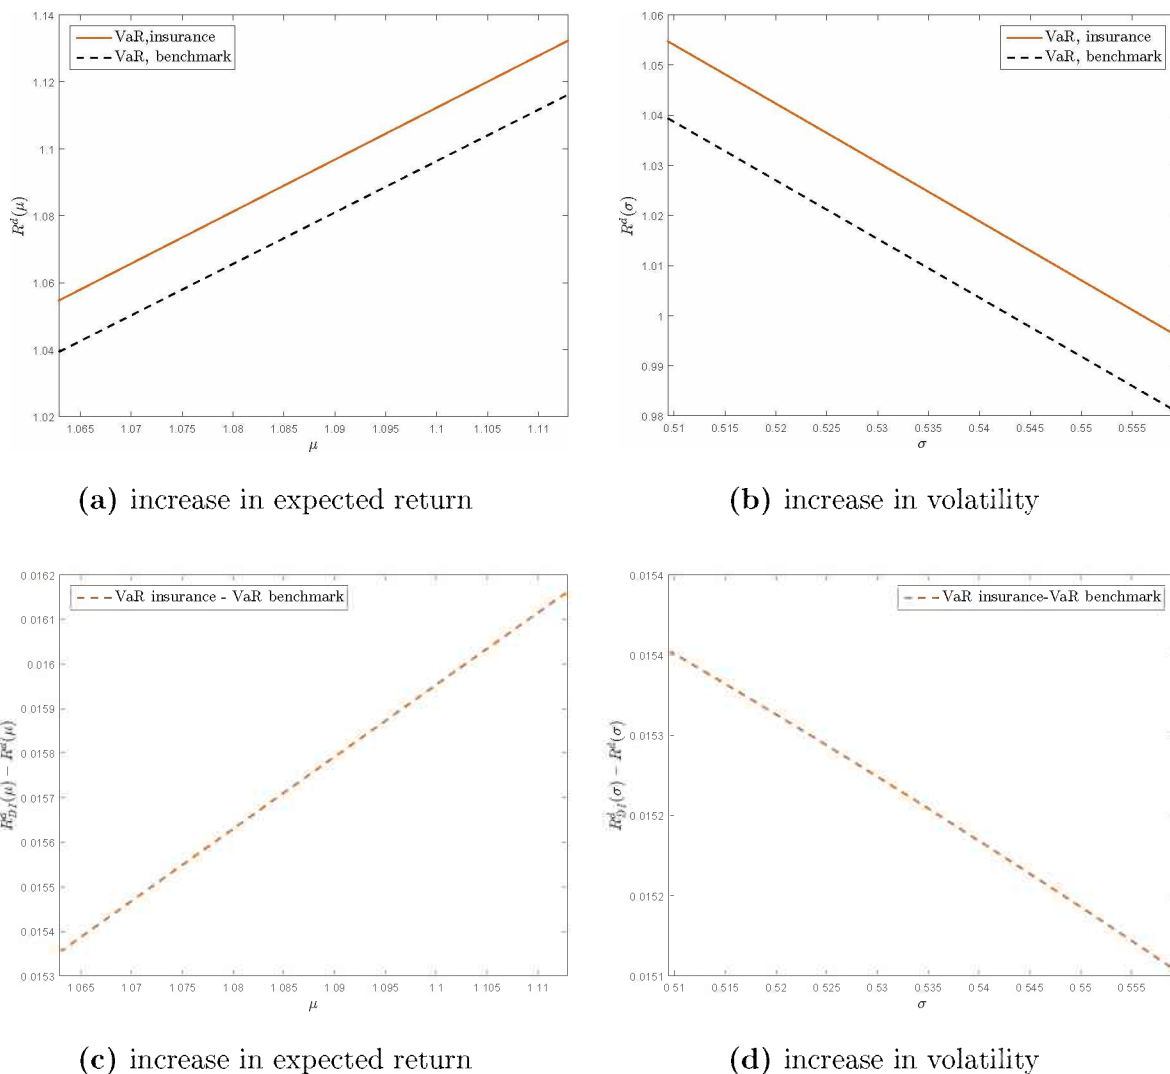 1.14
1.12
1.1
1.08
1.06
1.04
1.02
R^d(μ)
VaR,insurance
VaR, benchmark
1.065 1.07 1.075 1.08 1.085 1.09 1.095 1.1 1.105 1.11
μ
(a) increase in expected return
1.06
1.05
1.04
1.03
1.02
1.01
1
0.99
0.98
R^d(σ)
VaR, insurance
VaR, benchmark
0.51 0.515 0.52 0.525 0.53 0.535 0.54 0.545 0.55 0.555
σ
(b) increase in volatility
0.0162
0.0161
0.016
0.0159
0.0158
0.0157
0.0156
0.0155
0.0154
0.0153
R^d_{DI}(μ) − R^d(μ)
VaR insurance - VaR benchmark
1.065 1.07 1.075 1.08 1.085 1.09 1.095 1.1 1.105 1.11
μ
(c) increase in expected return
0.0154
0.0154
0.0153
0.0152
0.0152
0.0151
R^d_{DI}(σ) − R^d(σ)
VaR insurance-VaR benchmark
0.51 0.515 0.52 0.525 0.53 0.535 0.54 0.545 0.55 0.555
σ
(d) increase in volatility